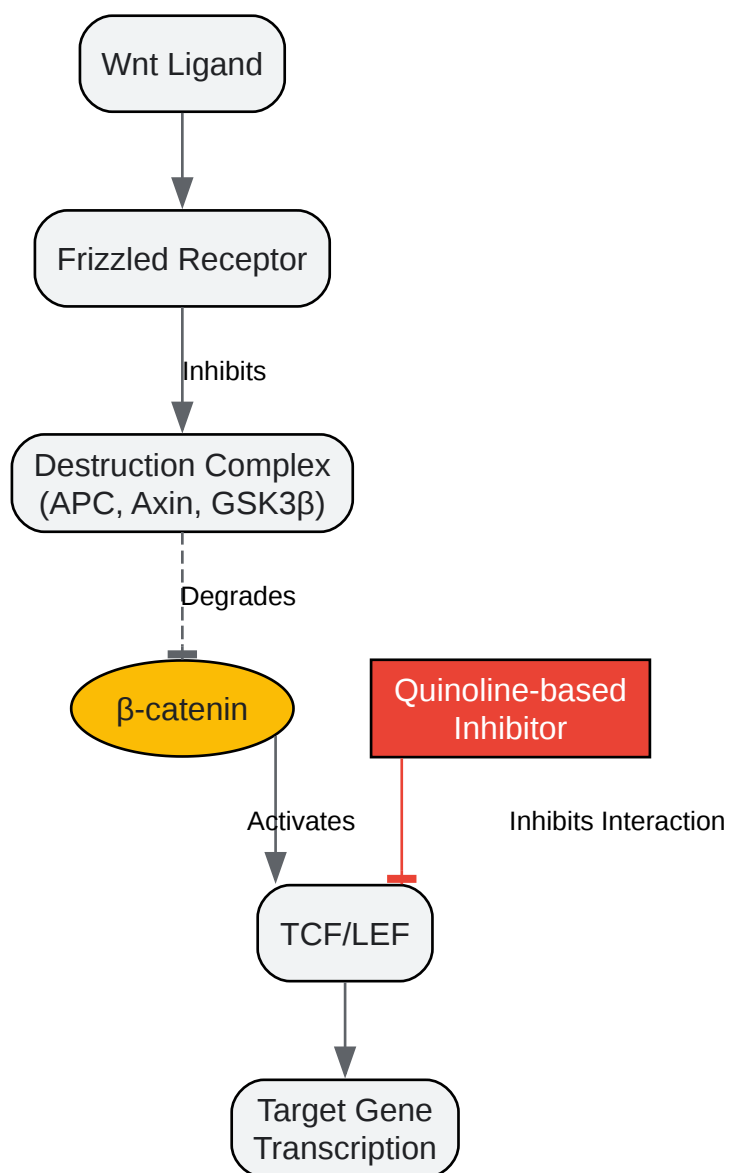 Wnt Ligand
Frizzled Receptor
Inhibits
Destruction Complex
(APC, Axin, GSK3β)
Degrades
β-catenin
Quinoline-based
Inhibitor
Activates
Inhibits Interaction
TCF/LEF
Target Gene
Transcription